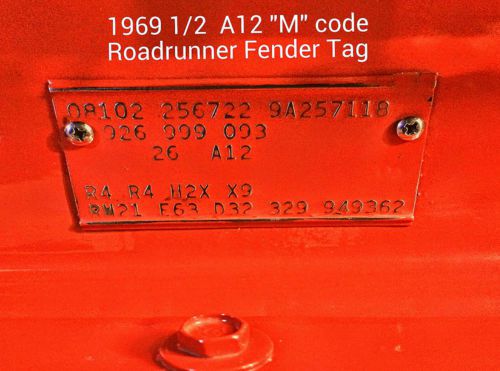 1969 1/2 A12 "M" code
Roadrunner Fender Tag
08102 256722 9A257118
926 999 093
26 A12
R4 R4 H2X X9
RM21 E63 D32 329 949362